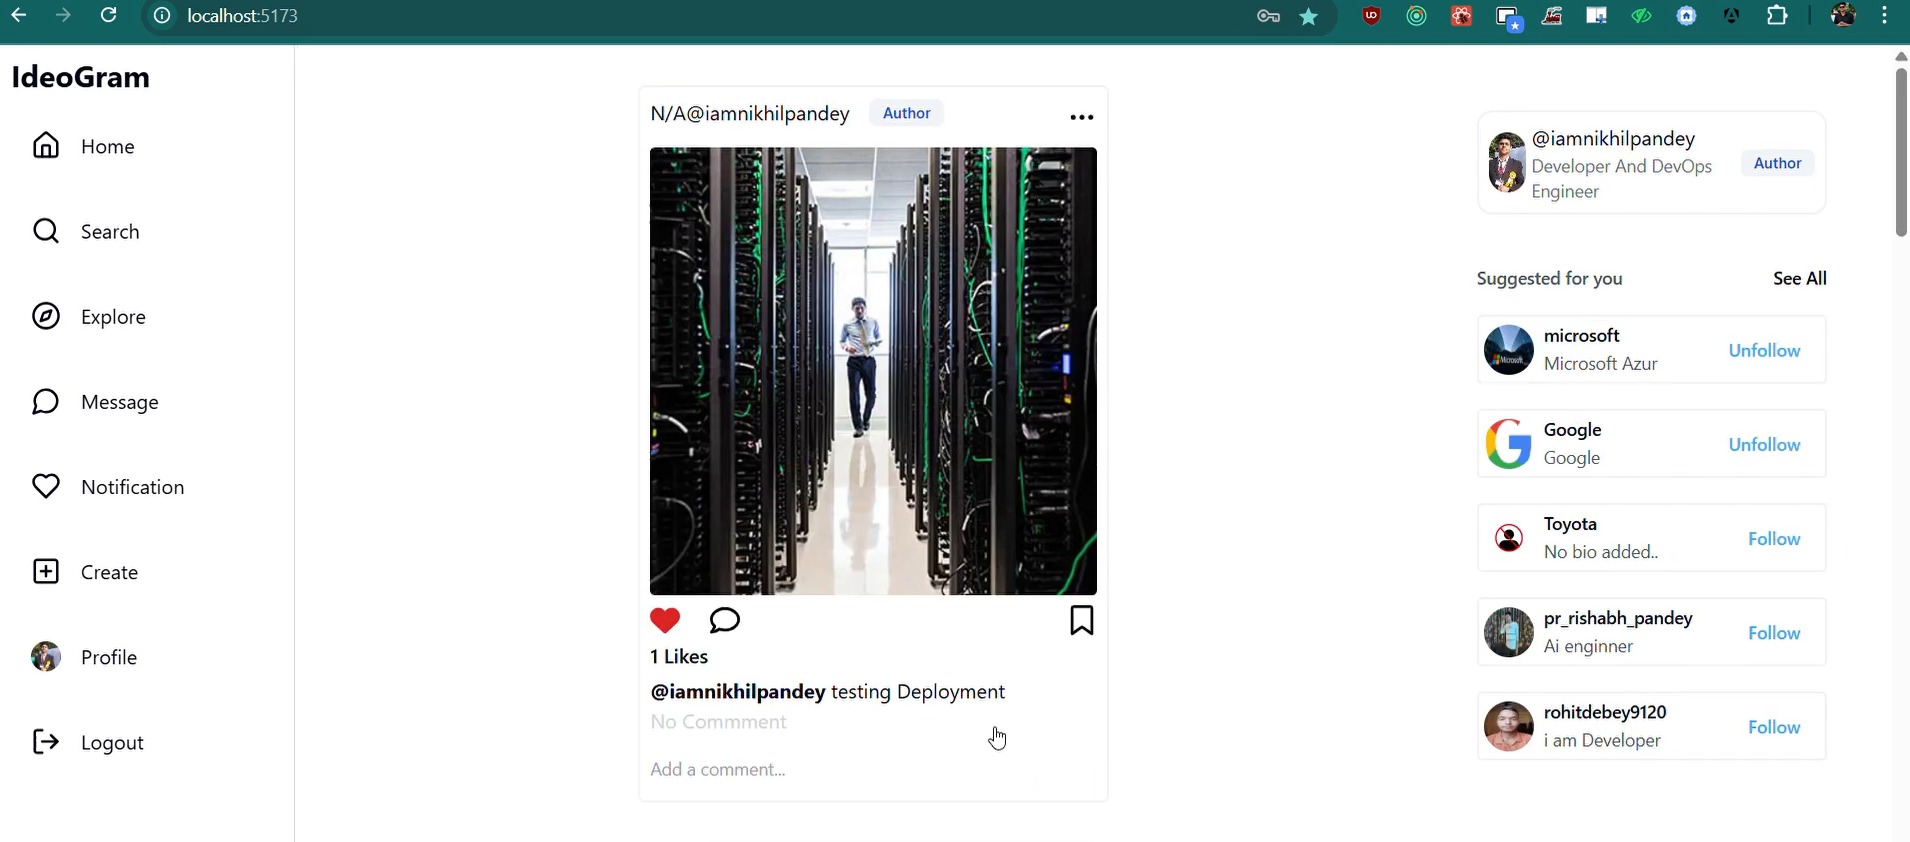 localhost:5173
IdeoGram
Home
Search
Explore
Message
Notification
Create
Profile
Logout
N/A@iamnikhilpandey Author
1 Likes
@iamnikhilpandey testing Deployment
No Commment
Add a comment...
@iamnikhilpandey
Developer And DevOps
Engineer
Author
Suggested for you See All
microsoft
Microsoft Azur
Unfollow
Google
Google
Unfollow
Toyota
No bio added..
Follow
pr_rishabh_pandey
Ai enginner
Follow
rohitdebey9120
i am Developer
Follow